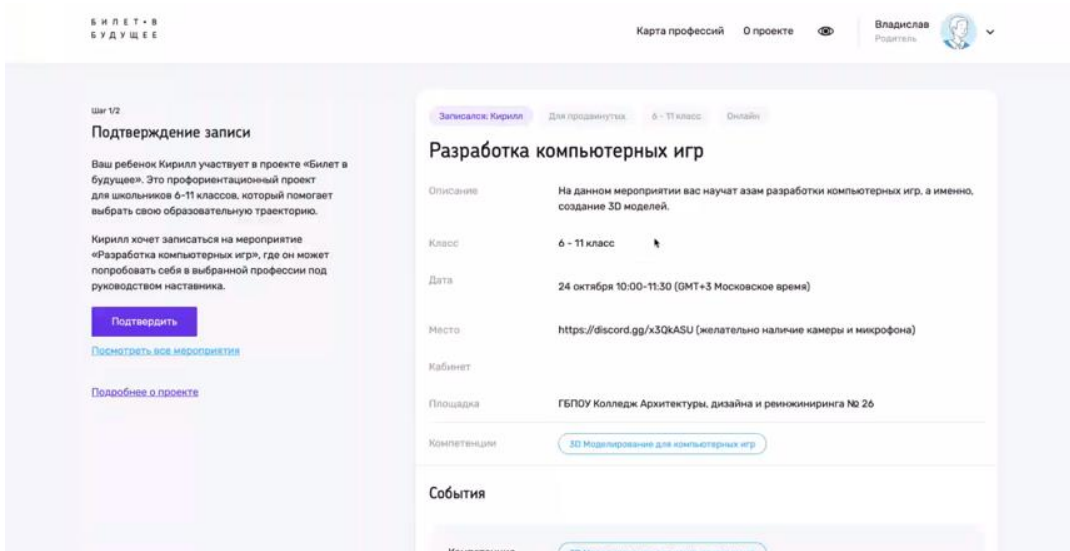 БИЛЕТ•В
БУДУЩЕЕ
Карта профессий О проекте
Владислав
Родитель
Шаг 1/2
Подтверждение записи
Ваш ребенок Кирилл участвует в проекте «Билет в
будущее». Это профориентационный проект
для школьников 6-11 классов, который помогает
выбрать свою образовательную траекторию.
Кирилл хочет записаться на мероприятие
«Разработка компьютерных игр», где он может
попробовать себя в выбранной профессии под
руководством наставника.
Подтвердить
Посмотреть все мероприятия
Подробнее о проекте
Записался: Кирилл Для продвинутых 6 - 11 класс Онлайн
Разработка компьютерных игр
Описание На данном мероприятии вас научат азам разработки компьютерных игр, а именно,
создание 3D моделей.
Класс 6 - 11 класс
Дата 24 октября 10:00-11:30 (GMT+3 Московское время)
Место https://discord.gg/x3QkASU (желательно наличие камеры и микрофона)
Кабинет
Площадка ГБПОУ Колледж Архитектуры, дизайна и реинжиниринга № 26
Компетенции 3D Моделирование для компьютерных игр
События